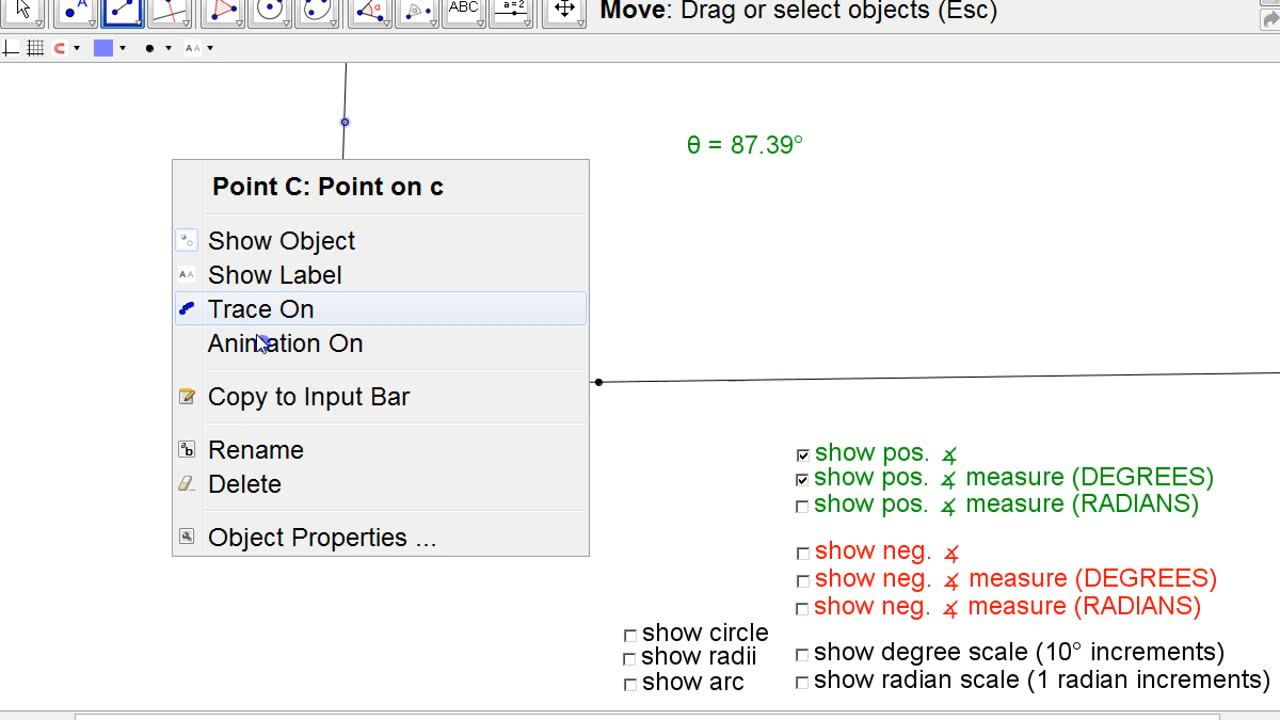 ABC
a=2
Move: Drag or select objects (Esc)
A A
θ = 87.39°
Point C: Point on c
Show Object
A A Show Label
Trace On
Animation On
Copy to Input Bar
Rename
Delete
Object Properties ...
show pos. ∡
show pos. ∡ measure (DEGREES)
show pos. ∡ measure (RADIANS)
show neg. ∡
show neg. ∡ measure (DEGREES)
show neg. ∡ measure (RADIANS)
show circle
show radii
show arc
show degree scale (10° increments)
show radian scale (1 radian increments)